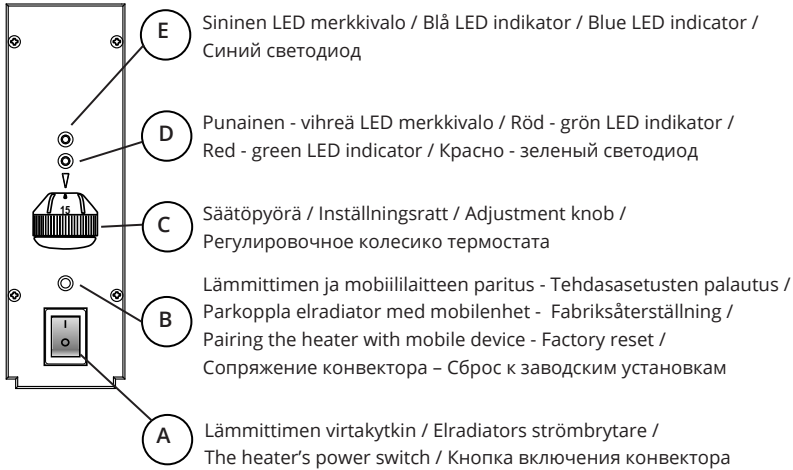 E
Sininen LED merkkivalo / Blå LED indikator / Blue LED indicator /
Синий светодиод
D
Punainen - vihreä LED merkkivalo / Röd - grön LED indikator /
Red - green LED indicator / Красно - зеленый светодиод
15
C
Säätöpyörä / Inställningsratt / Adjustment knob /
Регулировочное колесико термостата
B
Lämmittimen ja mobiililaitteen paritus - Tehdasasetusten palautus /
Parkoppla elradiator med mobilenhet - Fabriksåterställning /
Pairing the heater with mobile device - Factory reset /
Сопряжение конвектора – Сброс к заводским установкам
I
O
A
Lämmittimen virtakytkin / Elradiators strömbrytare /
The heater's power switch / Кнопка включения конвектора